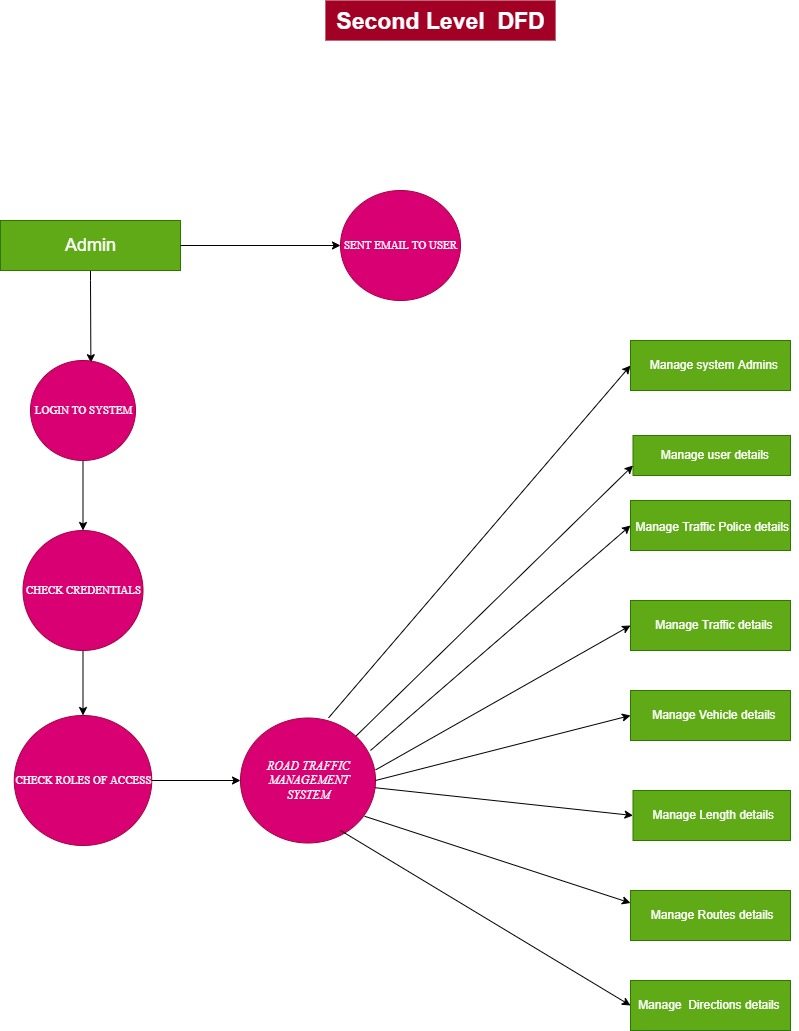 Second Level  DFD
Admin
SENT EMAIL TO USER
LOGIN TO SYSTEM
CHECK CREDENTIALS
CHECK ROLES OF ACCESS
ROAD TRAFFIC
MANAGEMENT
SYSTEM
Manage system Admins
Manage user details
Manage Traffic Police details
Manage Traffic details
Manage Vehicle details
Manage Length details
Manage Routes details
Manage  Directions details